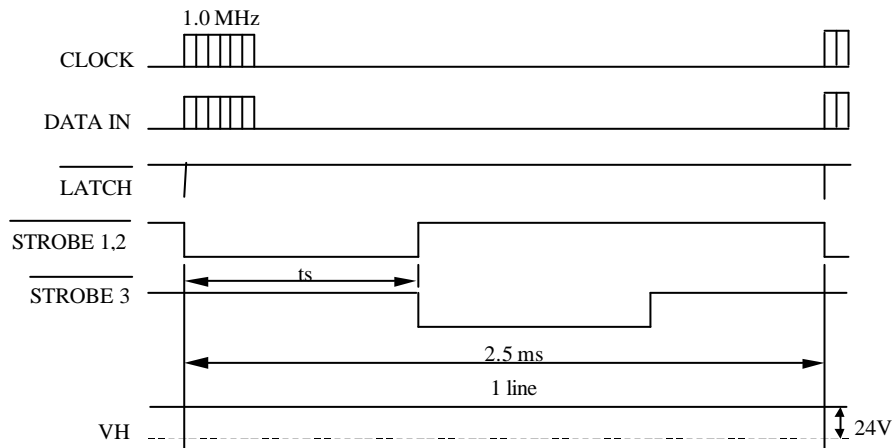 1.0 MHz
CLOCK
DATA IN
LATCH
STROBE 1,2
ts
STROBE 3
2.5 ms
1 line
VH
24V